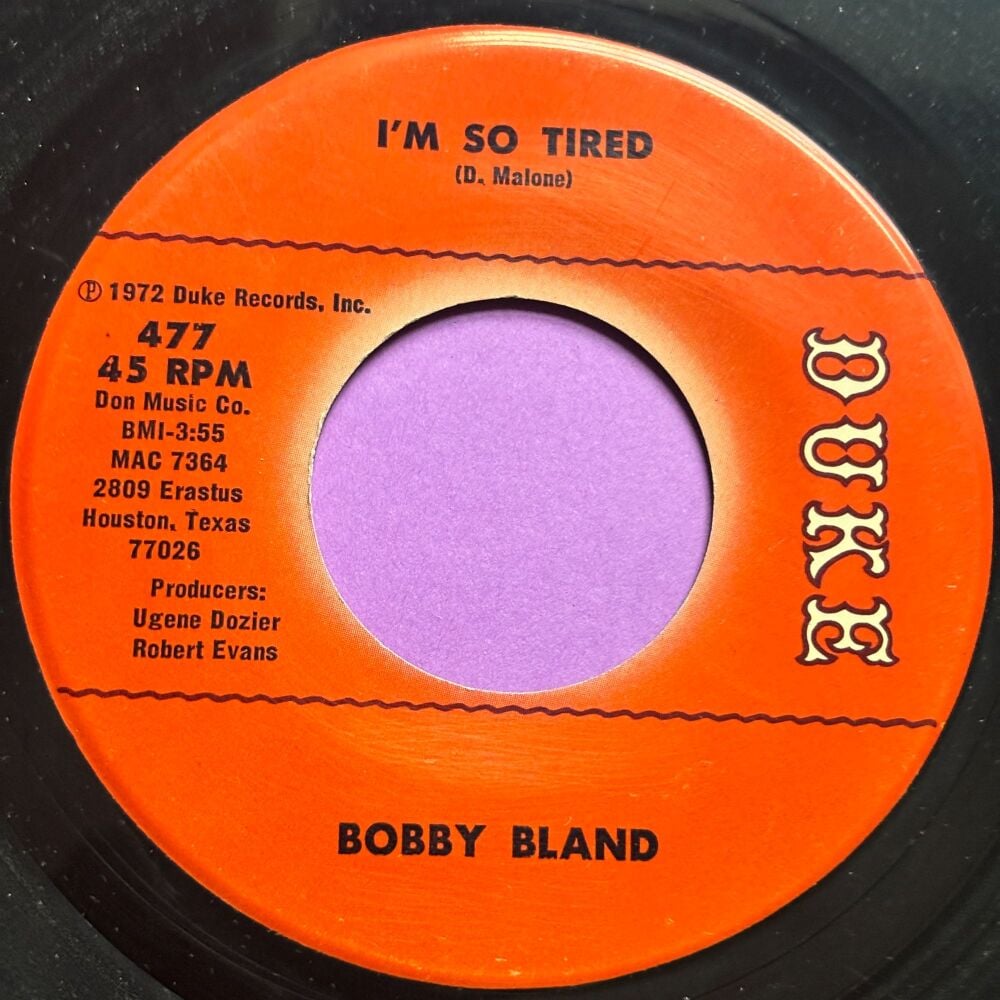 I'M SO TIRED
(D. Malone)
Ⓟ 1972 Duke Records, Inc.
477
45 RPM
Don Music Co.
BMI-3:55
MAC 7364
2809 Erastus
Houston, Texas
77026
Producers:
Ugene Dozier
Robert Evans
DUKE
BOBBY BLAND